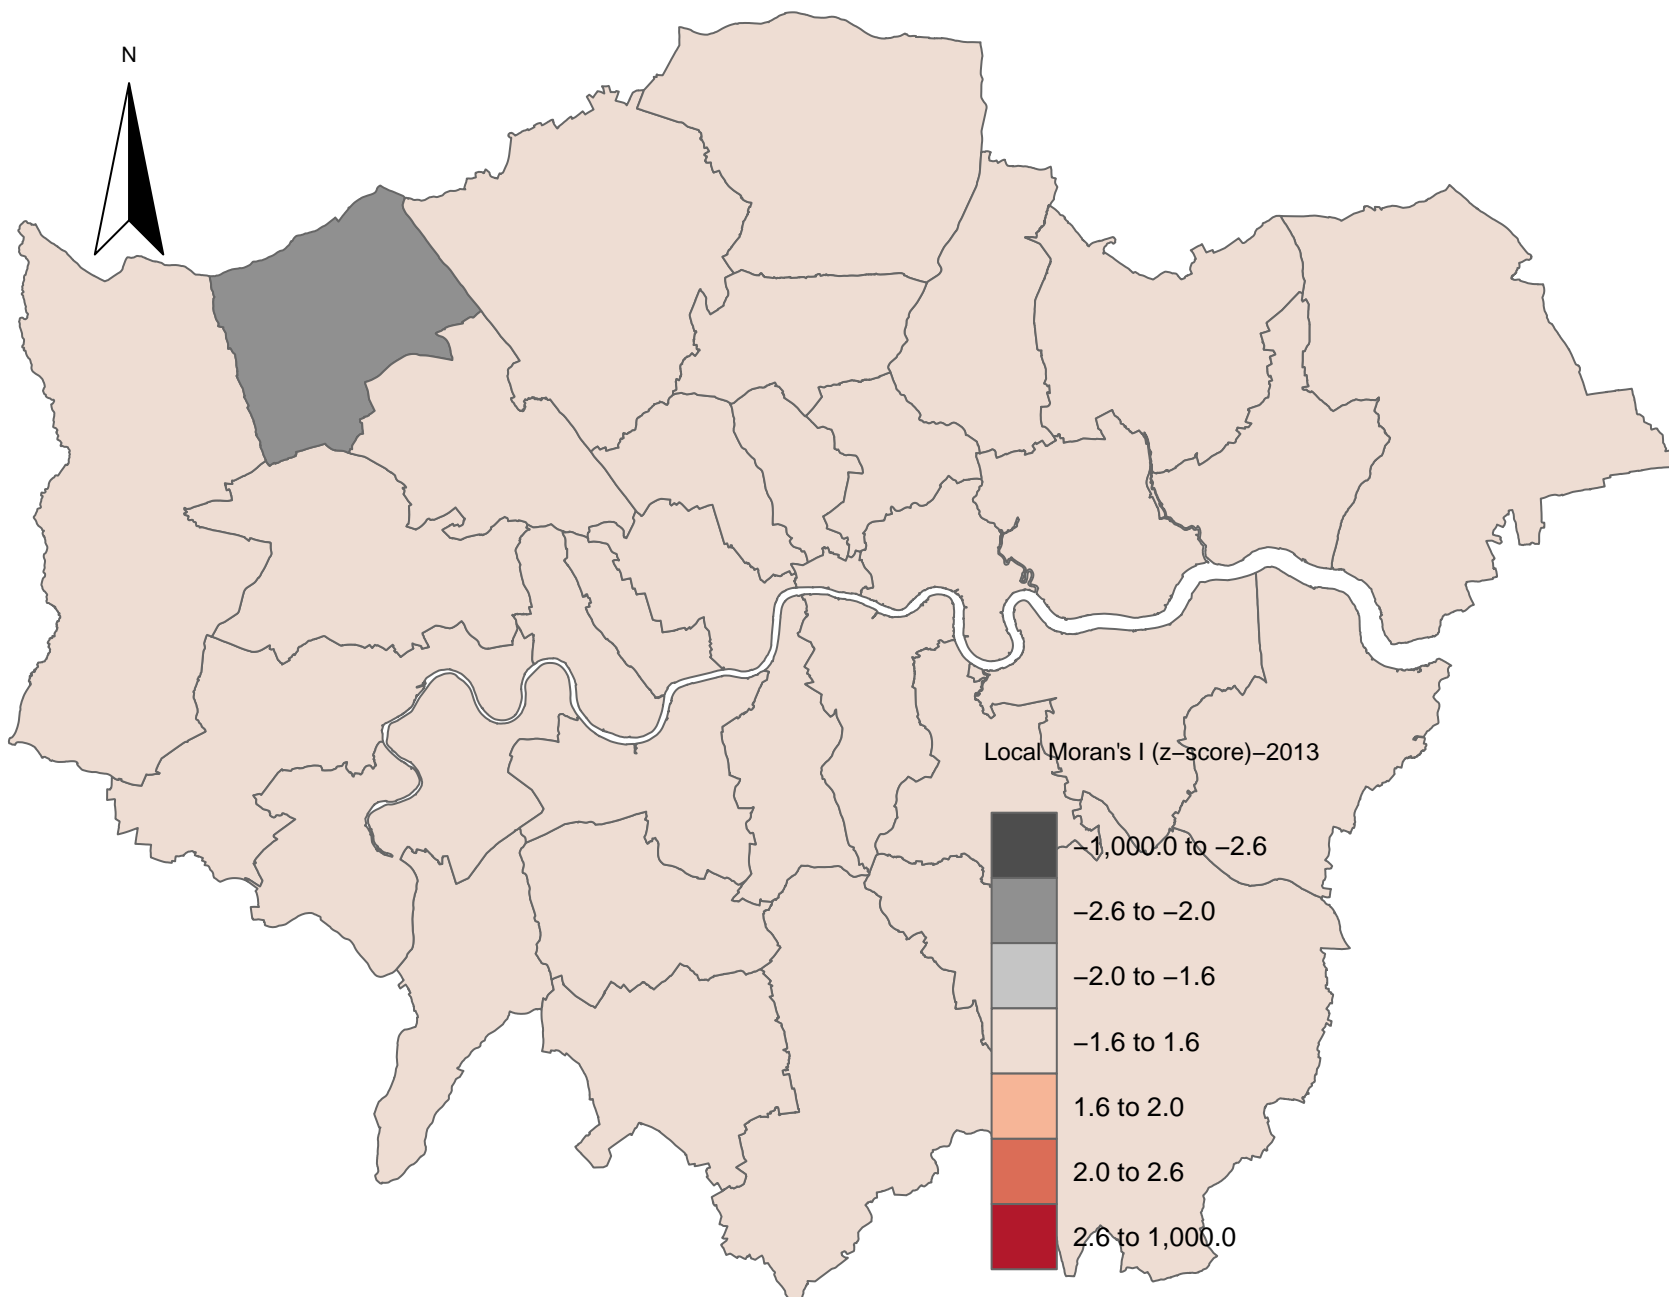 N
Local Moran's I (z−score)−2013
−1,000.0 to −2.6
−2.6 to −2.0
−2.0 to −1.6
−1.6 to 1.6
1.6 to 2.0
2.0 to 2.6
2.6 to 1,000.0